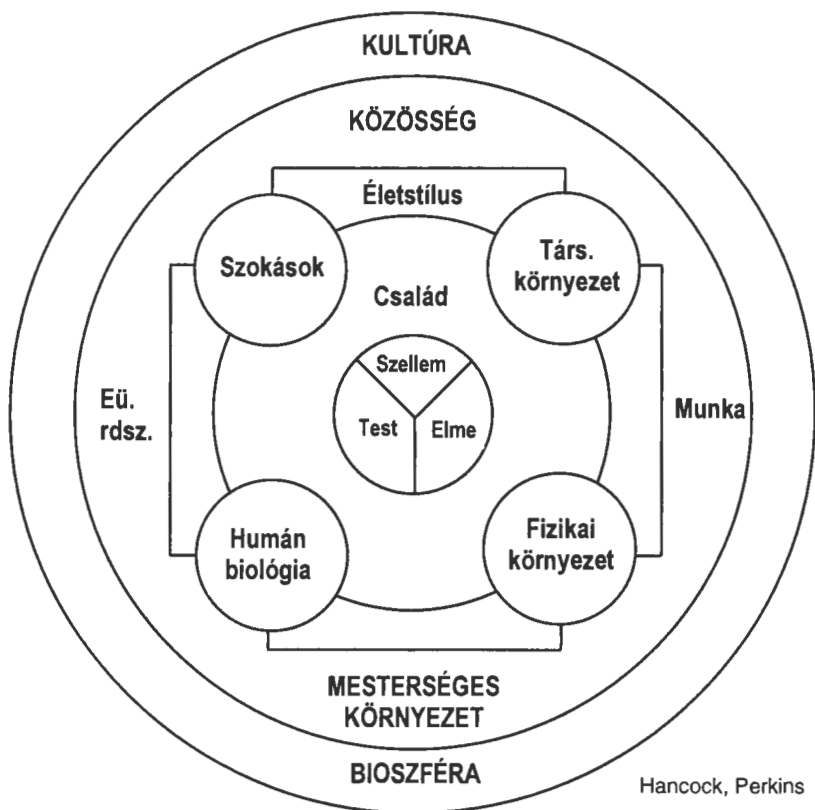 KULTÚRA
KÖZÖSSÉG
Életstílus
Szokások
Társ.
környezet
Család
Szellem
Test
Elme
Eü.
rdsz.
Munka
Humán
biológia
Fizikai
környezet
MESTERSÉGES
KÖRNYEZET
BIOSZFÉRA
Hancock, Perkins